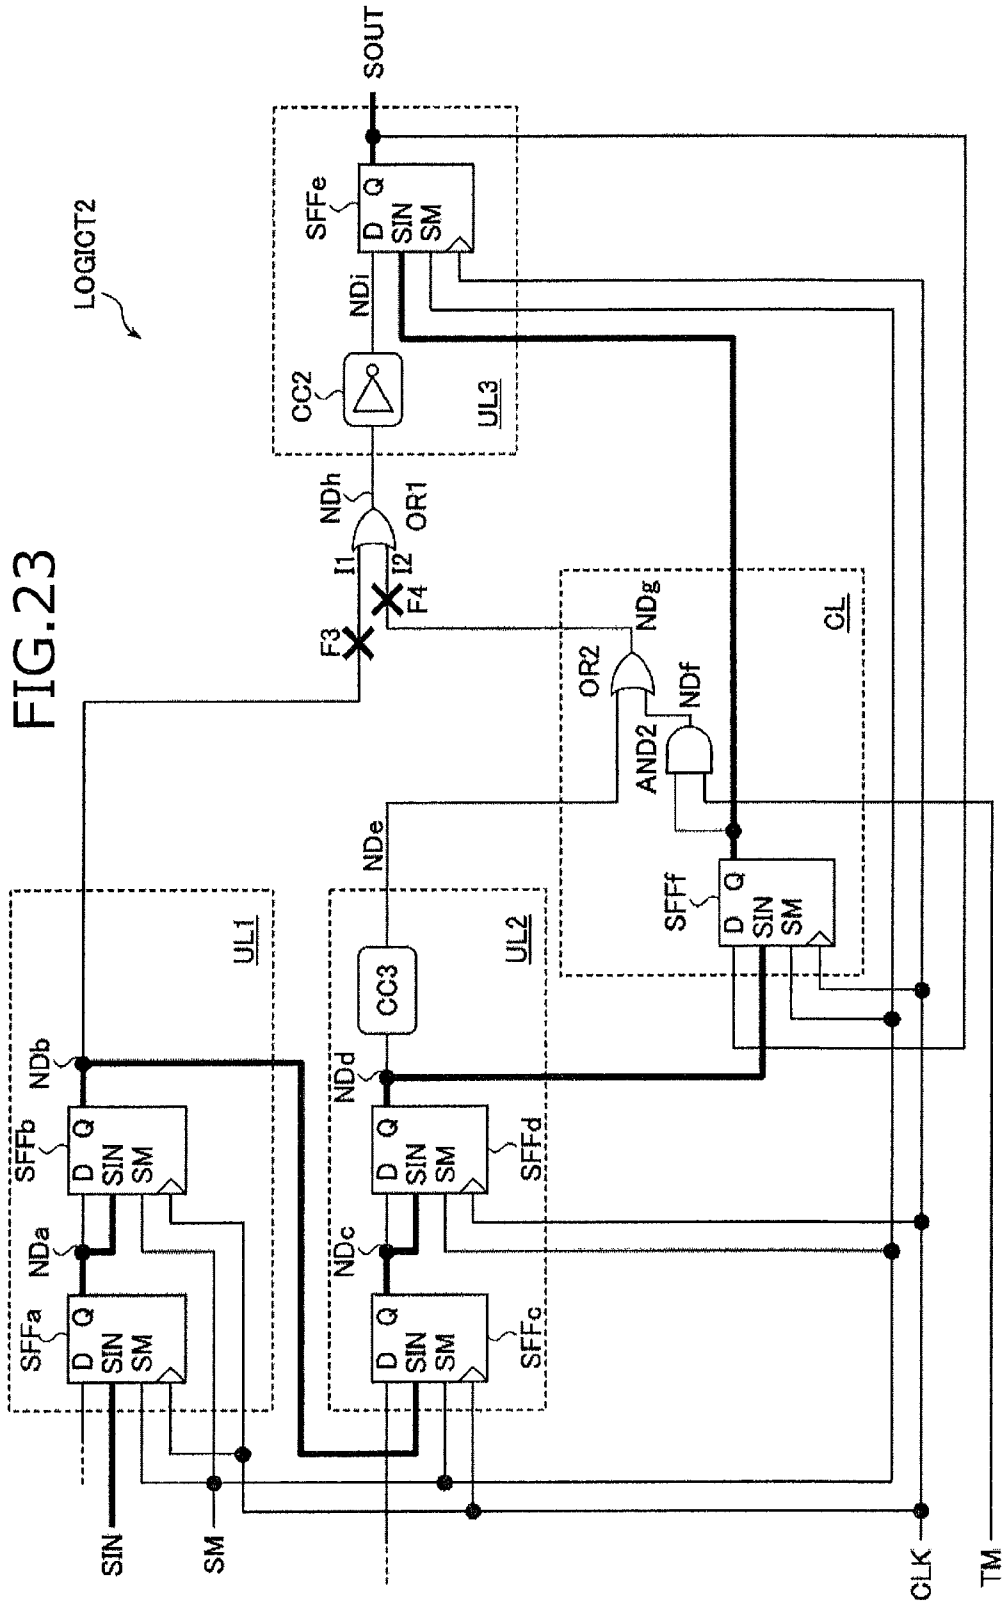 FIG.23
LOGICT2
SFFa
D
Q
SIN
SM
NDa
SFFb
D
Q
SIN
SM
NDb
UL1
SIN
SM
SFFc
D
Q
SIN
SM
NDc
SFFd
D
Q
SIN
SM
NDd
CC3
UL2
NDe
F3
F4
I1
I2
OR1
NDh
CC2
NDi
SFFe
D
Q
SIN
SM
UL3
SOUT
SFFf
D
Q
SIN
SM
AND2
NDf
OR2
NDg
CL
CLK
TM